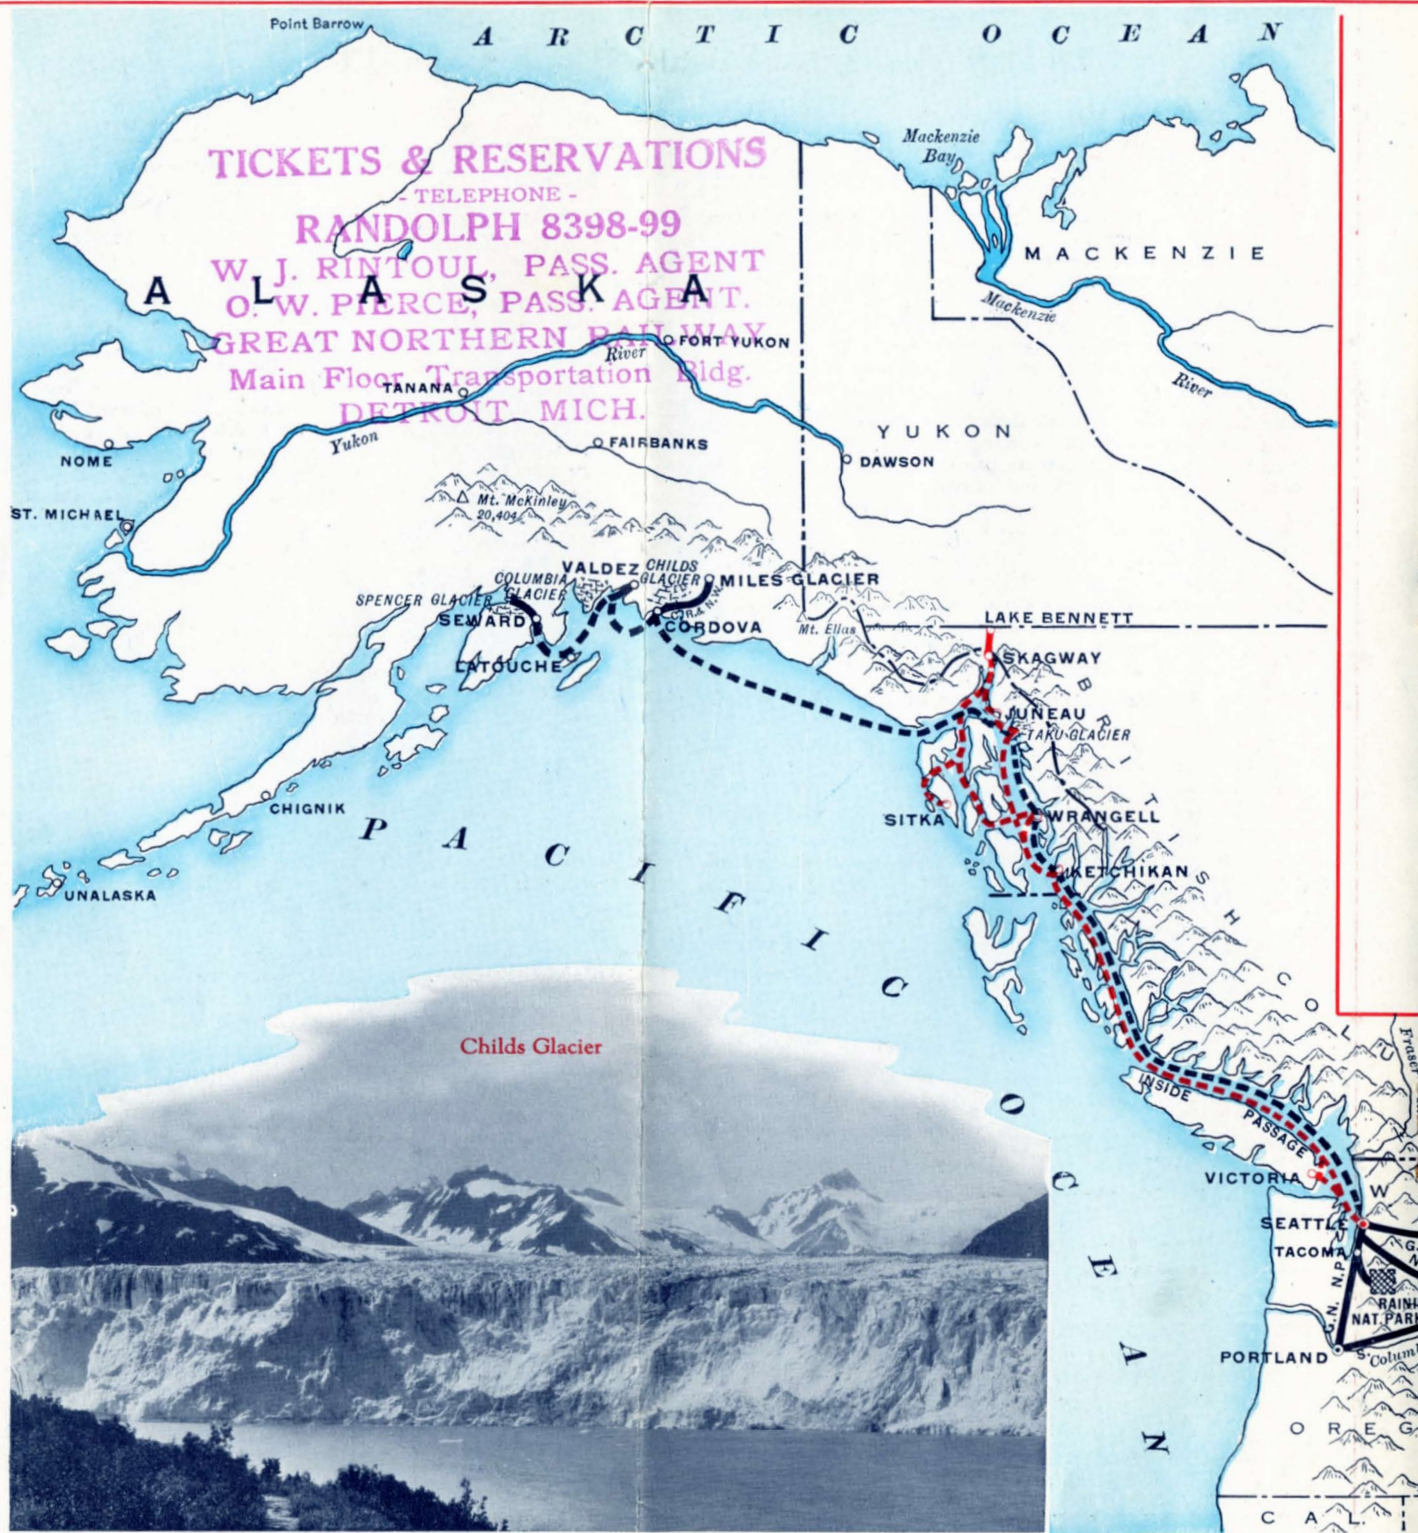 Point Barrow
ARCTIC OCEAN
Mackenzie
Bay
TICKETS & RESERVATIONS
- TELEPHONE -
RANDOLPH 8398-99
W. J. RINTOUL, PASS. AGENT
O. W. PIERCE, PASS. AGENT.
GREAT NORTHERN RAILWAY
Main Floor Transportation Bldg.
DETROIT MICH.
ALASKA
MACKENZIE
Mackenzie
River
FORT YUKON
River
TANANA
Yukon
FAIRBANKS
YUKON
DAWSON
NOME
ST. MICHAEL
Mt. McKinley
20,404
VALDEZ
CHILDS
GLACIER
COLUMBIA
GLACIER
MILES GLACIER
SPENCER GLACIER
SEWARD
C.R. & N.W.
CORDOVA
Mt. Elias
LATOUCHE
LAKE BENNETT
SKAGWAY
JUNEAU
TAKU GLACIER
CHIGNIK
SITKA
WRANGELL
KETCHIKAN
UNALASKA
PACIFIC OCEAN
BRITISH COLU
Fraser
Childs Glacier
INSIDE
PASSAGE
VICTORIA
W
SEATTLE
G.
N.
TACOMA
G.N. N.P.
RAINI
NAT. PARK
PORTLAND
S.
Colum
OREG
CAL.